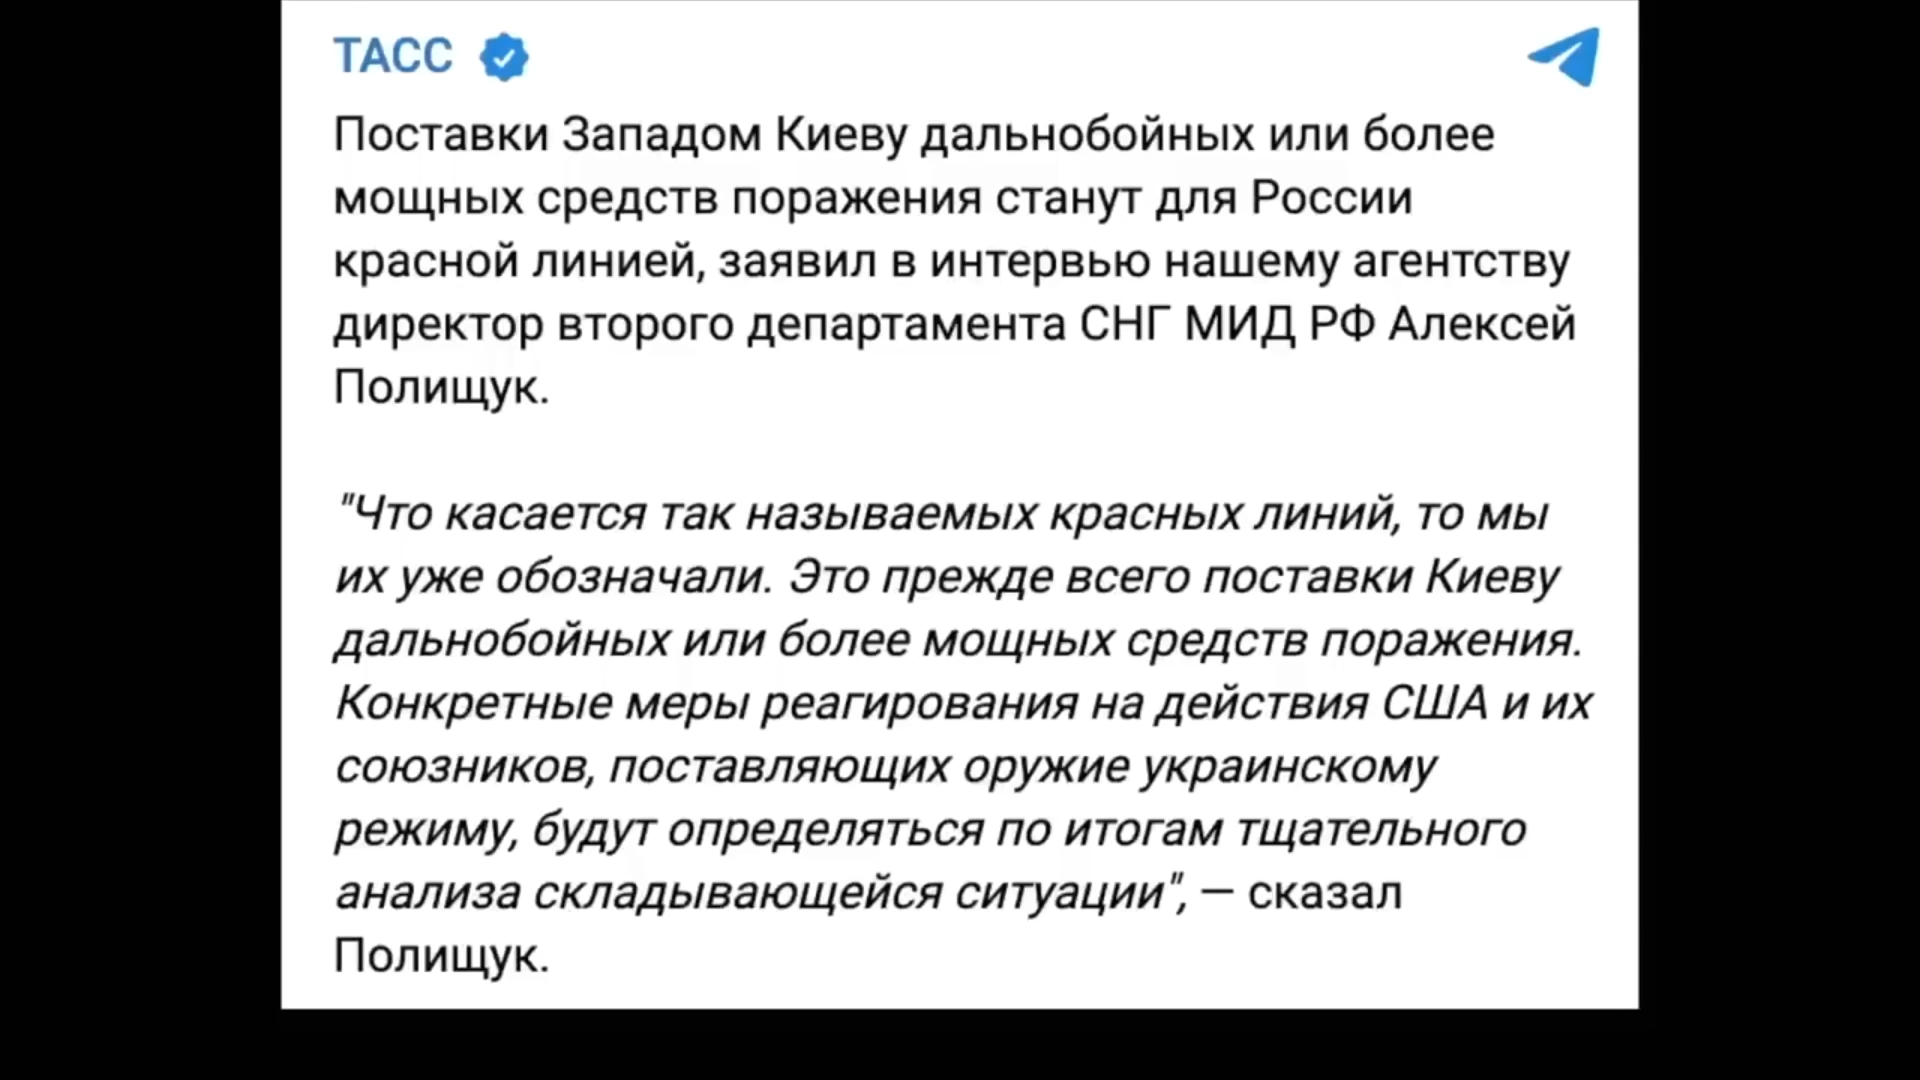 ТАСС
Поставки Западом Киеву дальнобойных или более
мощных средств поражения станут для России
красной линией, заявил в интервью нашему агентству
директор второго департамента СНГ МИД РФ Алексей
Полищук.
"Что касается так называемых красных линий, то мы
их уже обозначали. Это прежде всего поставки Киеву
дальнобойных или более мощных средств поражения.
Конкретные меры реагирования на действия США и их
союзников, поставляющих оружие украинскому
режиму, будут определяться по итогам тщательного
анализа складывающейся ситуации", — сказал
Полищук.